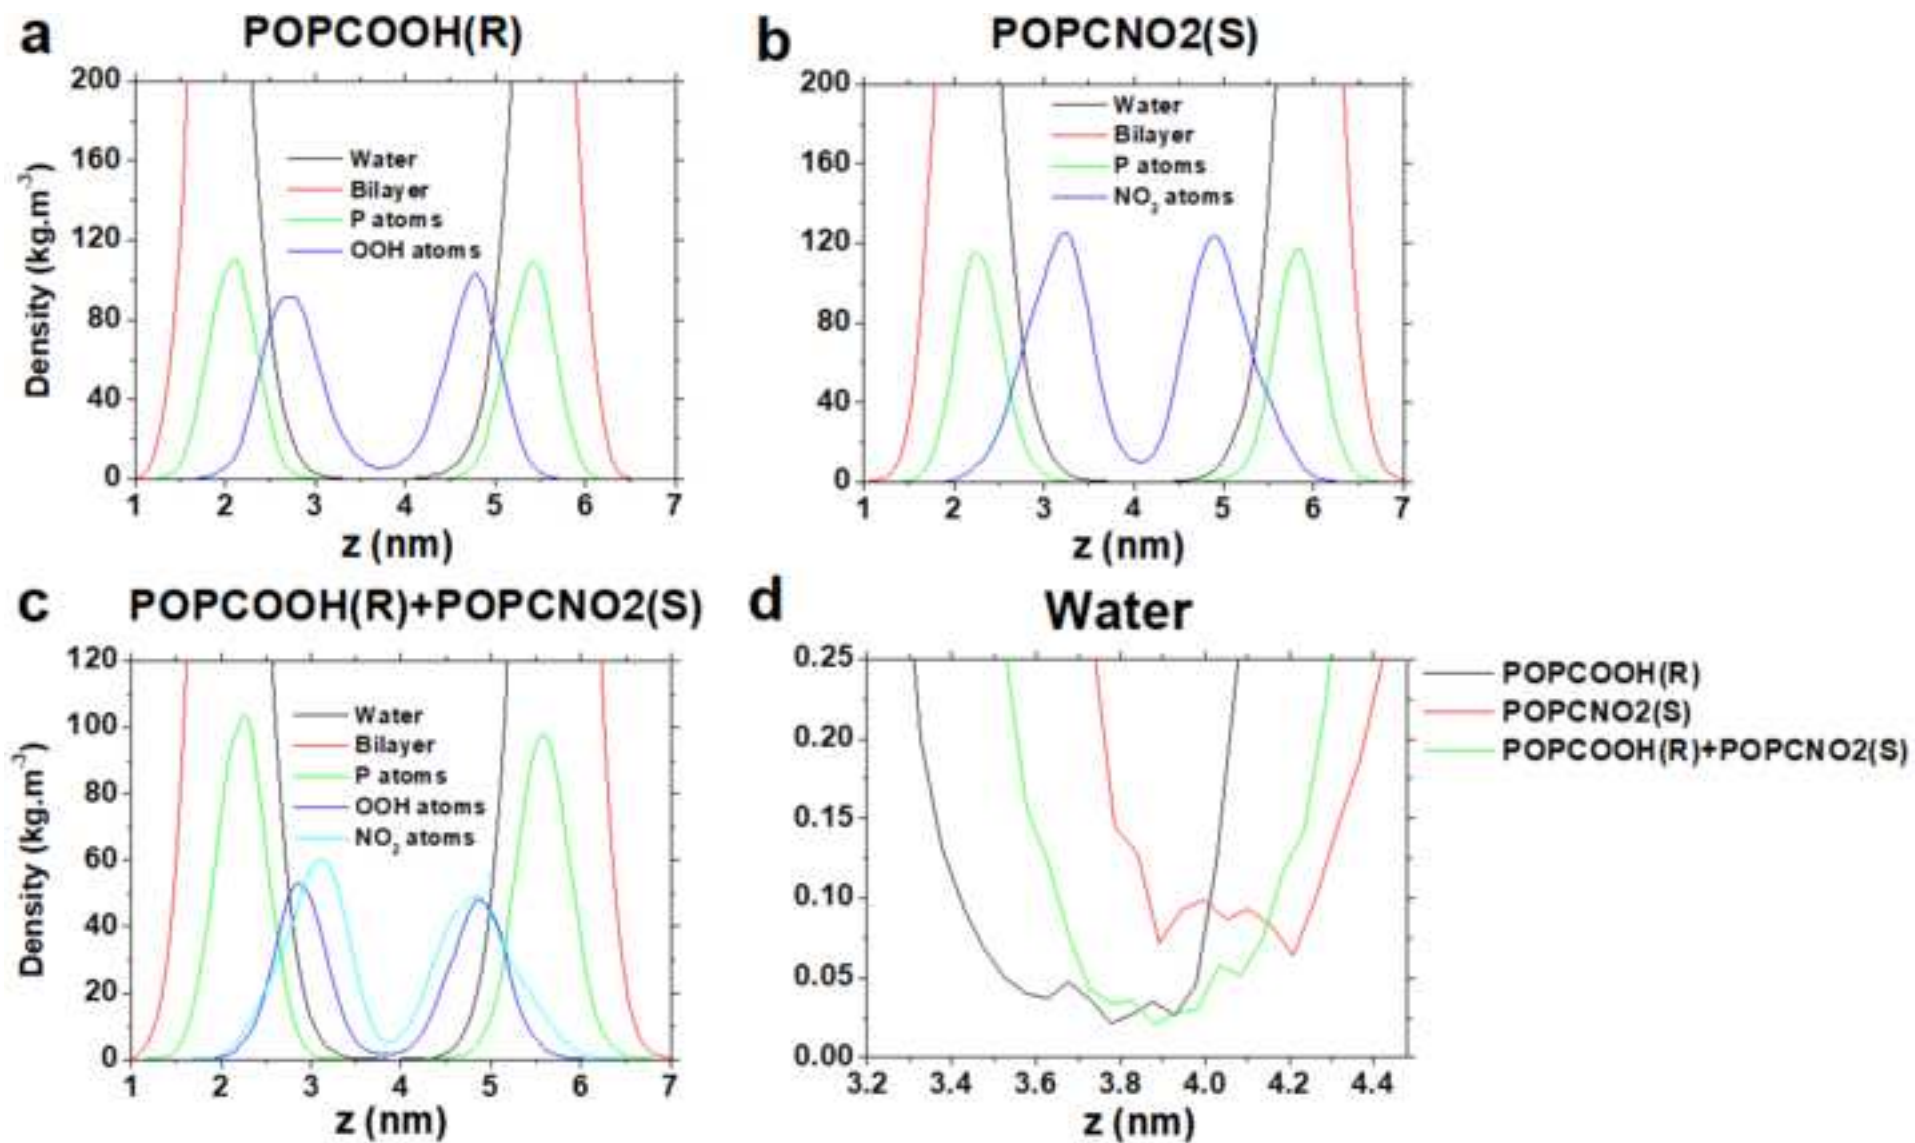 a
POPCOOH(R)
200
160
120
80
40
0
Density (kg.m-3)
Water
Bilayer
P atoms
OOH atoms
1 2 3 4 5 6 7
z (nm)
b
POPCNO2(S)
200
160
120
80
40
0
Water
Bilayer
P atoms
NO2 atoms
1 2 3 4 5 6 7
z (nm)
c
POPCOOH(R)+POPCNO2(S)
120
100
80
60
40
20
0
Density (kg.m-3)
Water
Bilayer
P atoms
OOH atoms
NO2 atoms
1 2 3 4 5 6 7
z (nm)
d
Water
0.25
0.20
0.15
0.10
0.05
0.00
3.2 3.4 3.6 3.8 4.0 4.2 4.4
z (nm)
POPCOOH(R)
POPCNO2(S)
POPCOOH(R)+POPCNO2(S)